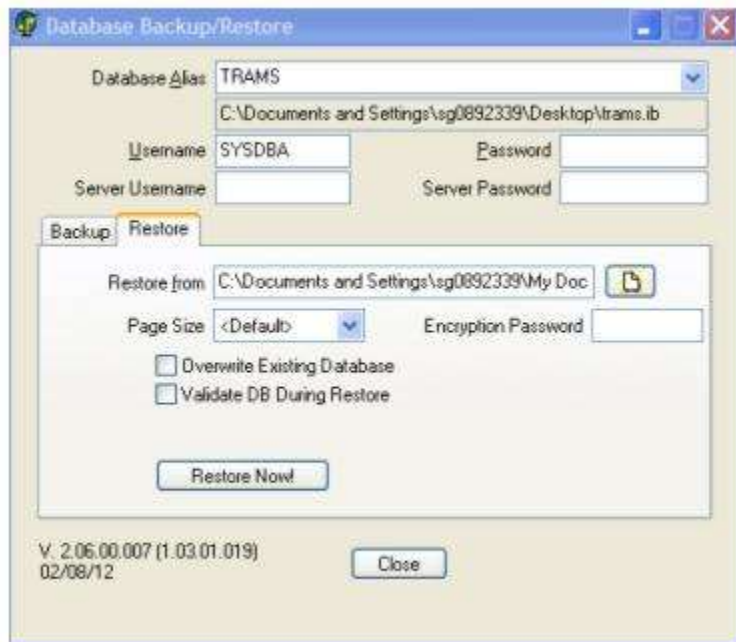 Database Backup/Restore
Database Alias TRAMS
C:\Documents and Settings\sg0892339\Desktop\trams.ib
Username SYSDBA Password
Server Username Server Password
Backup Restore
Restore from C:\Documents and Settings\sg0892339\My Doc
Page Size <Default> Encryption Password
Overwrite Existing Database
Validate DB During Restore
Restore Now!
V. 2.06.00.007 (1.03.01.019)
02/08/12
Close